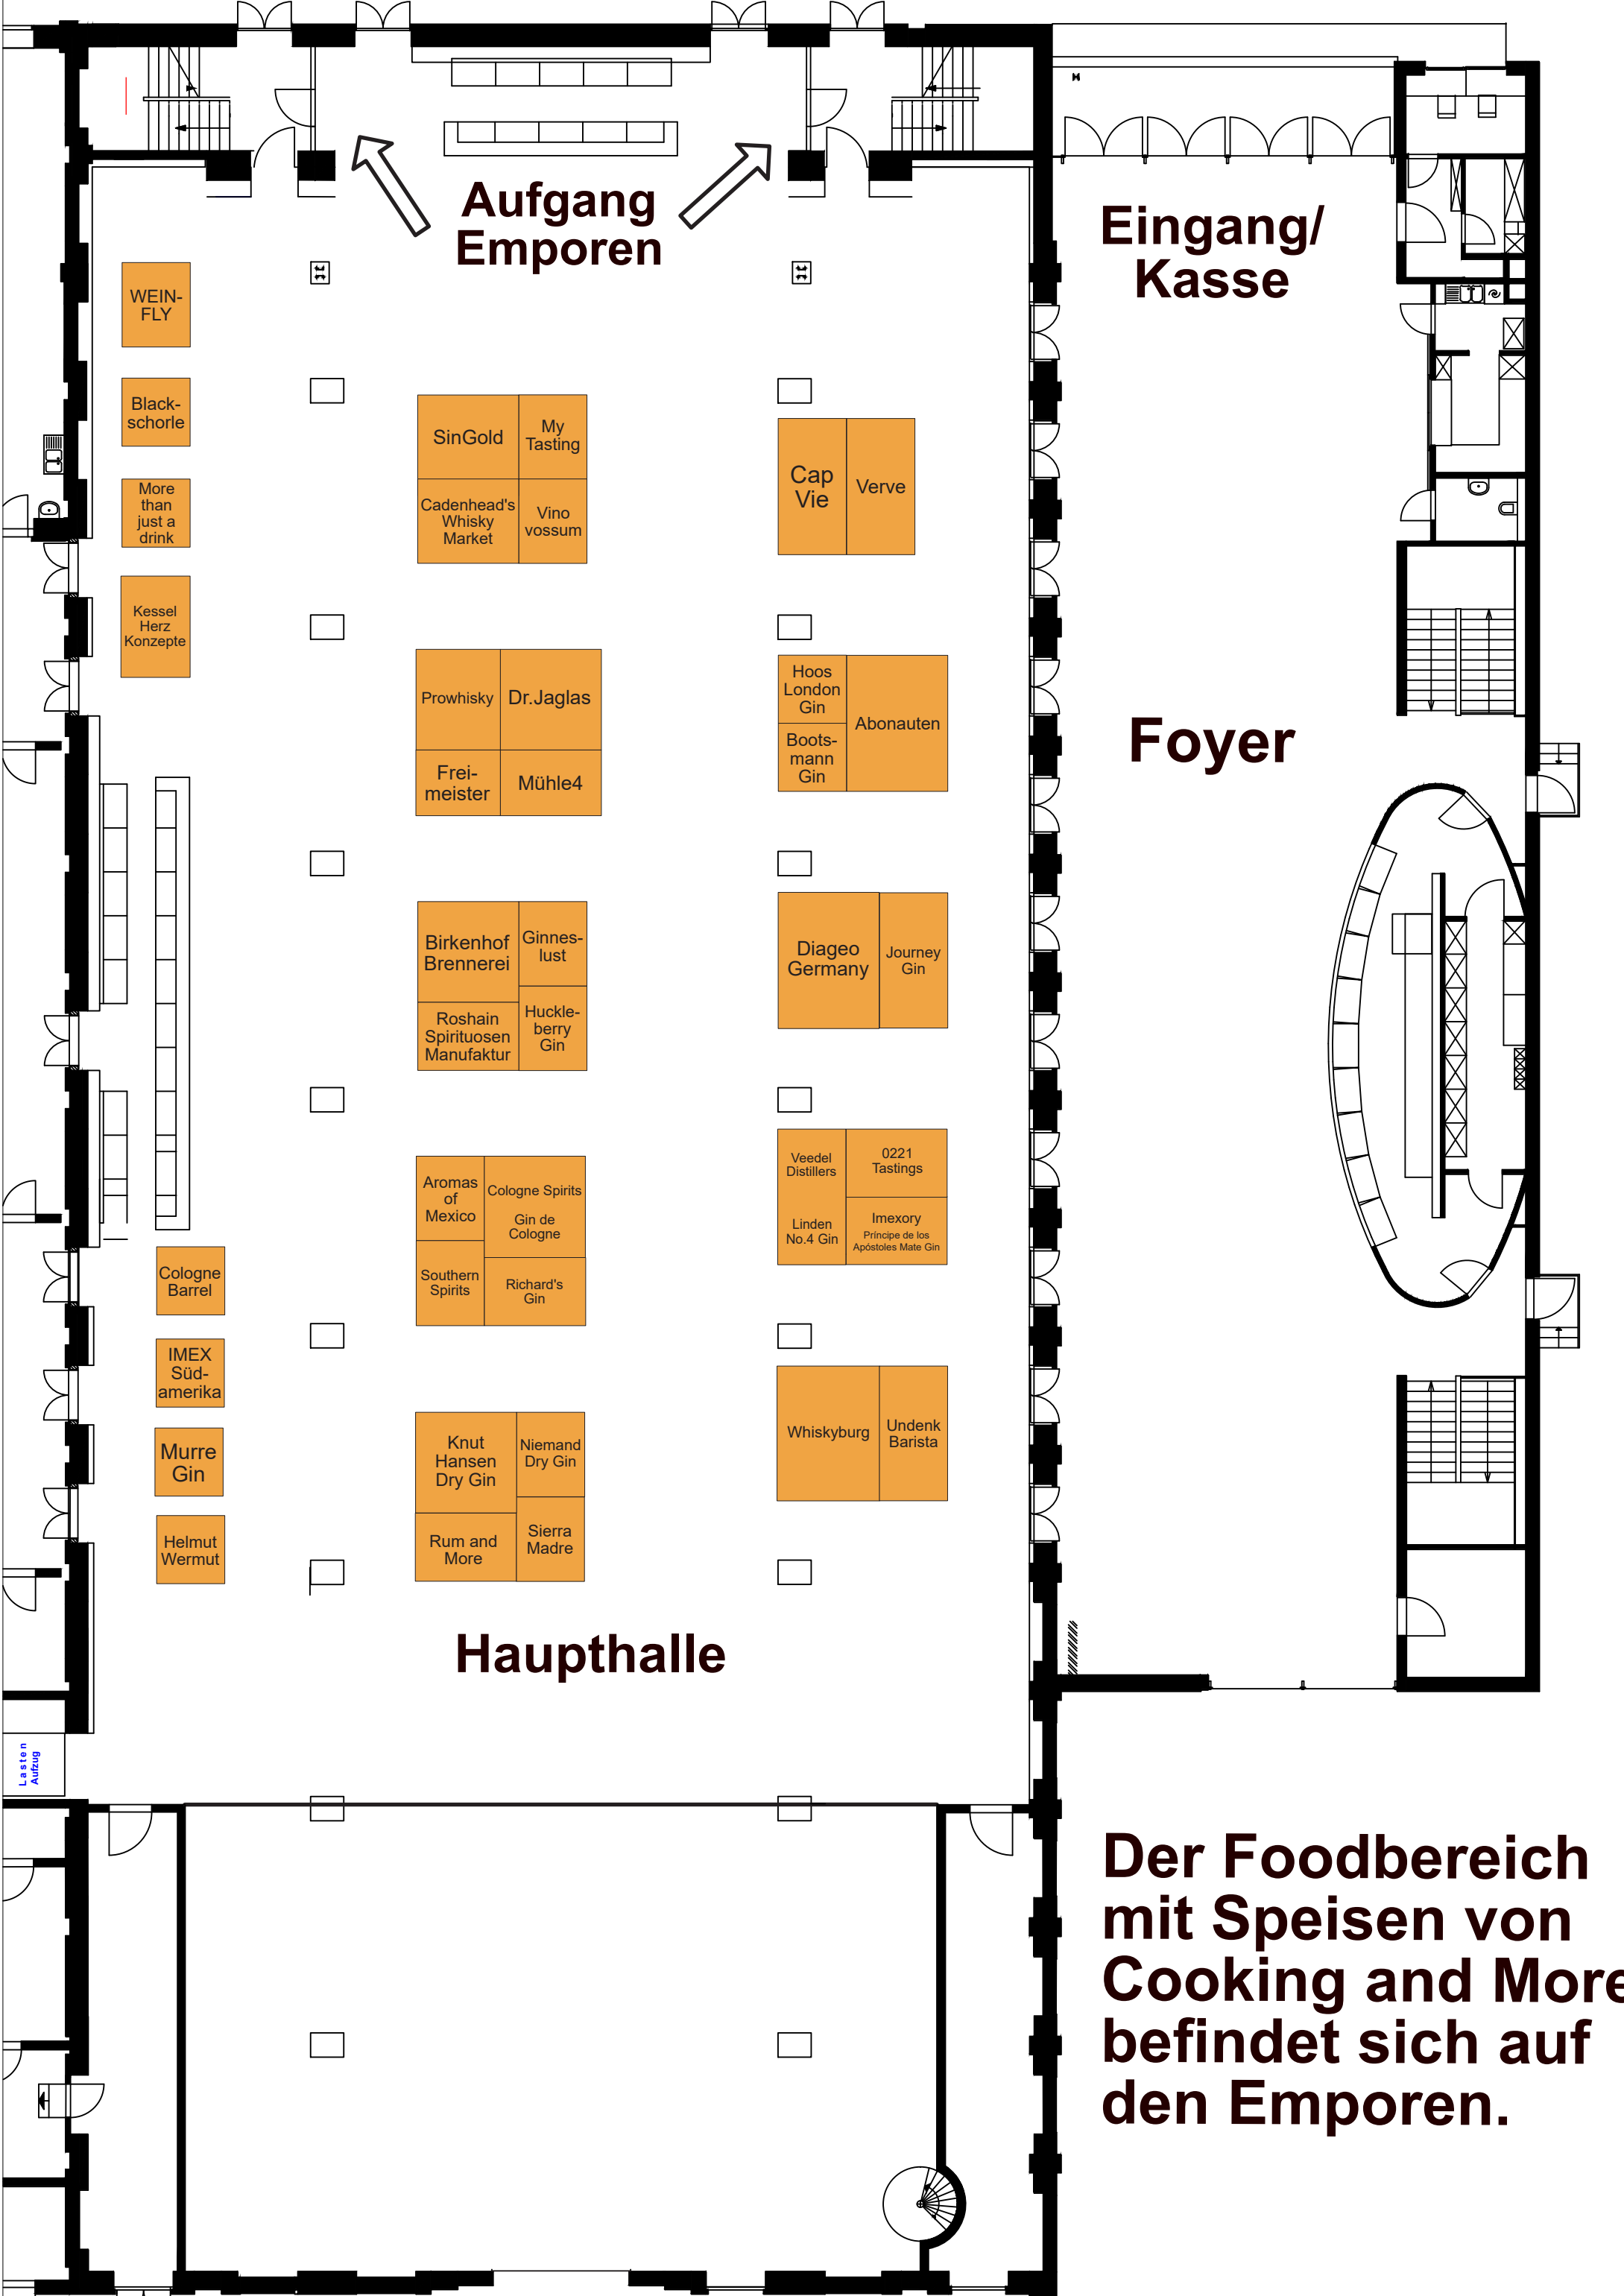 Aufgang
Emporen
Eingang/
Kasse
WEIN-
FLY
Black-
schorle
More
than
just a
drink
Kessel
Herz
Konzepte
SinGold
My
Tasting
Cadenhead's
Whisky
Market
Vino
vossum
Cap
Vie
Verve
Prowhisky
Dr.Jaglas
Frei-
meister
Mühle4
Hoos
London
Gin
Boots-
mann
Gin
Abonauten
Foyer
Birkenhof
Brennerei
Ginnes-
lust
Roshain
Spirituosen
Manufaktur
Huckle-
berry
Gin
Diageo
Germany
Journey
Gin
Aromas
of
Mexico
Cologne Spirits
Gin de
Cologne
Southern
Spirits
Richard's
Gin
Veedel
Distillers
Linden
No.4 Gin
0221
Tastings
Imexory
Príncipe de los
Apóstoles Mate Gin
Cologne
Barrel
IMEX
Süd-
amerika
Murre
Gin
Helmut
Wermut
Knut
Hansen
Dry Gin
Niemand
Dry Gin
Rum and
More
Sierra
Madre
Whiskyburg
Undenk
Barista
Haupthalle
Lasten
Aufzug
Der Foodbereich
mit Speisen von
Cooking and More
befindet sich auf
den Emporen.